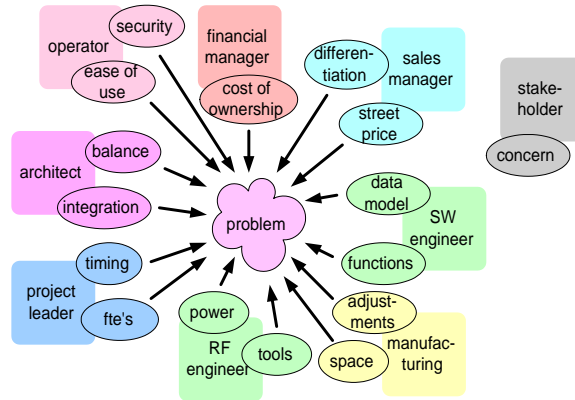 security
operator
ease of
use
financial
manager
cost of
ownership
differen-
tiation
sales
manager
street
price
stake-
holder
concern
balance
architect
integration
problem
data
model
SW
engineer
functions
timing
project
leader
fte's
power
RF
engineer
tools
adjust-
ments
space
manufac-
turing